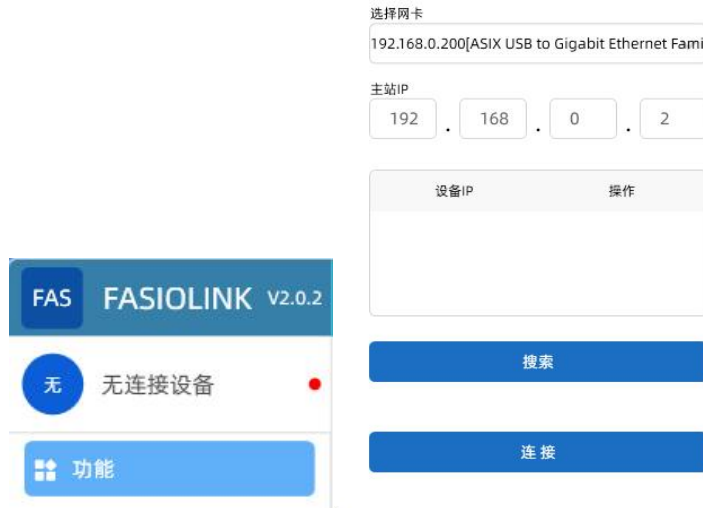 选择网卡
192.168.0.200[ASIX USB to Gigabit Ethernet Fami
主站IP
192 . 168 . 0 . 2
设备IP 操作
搜索
连接
FAS FASIOLINK V2.0.2
无 无连接设备
功能